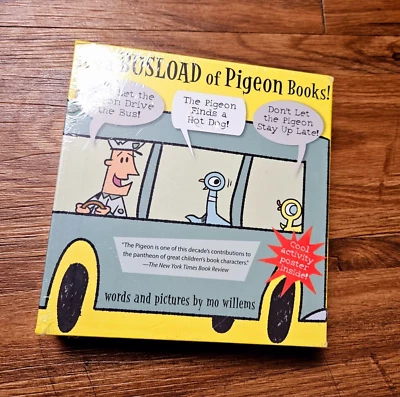 BUSLOAD of Pigeon Books!
Let the
Drive
the Bus!
The Pigeon
Finds a
Hot Dog!
Don't Let
the Pigeon
Stay Up Late!
"The Pigeon is one of this decade's contributions
to the pantheon of great children's book characters."
—The New York Times Book Review
Cool
activity
poster
inside!
words and pictures by mo willems